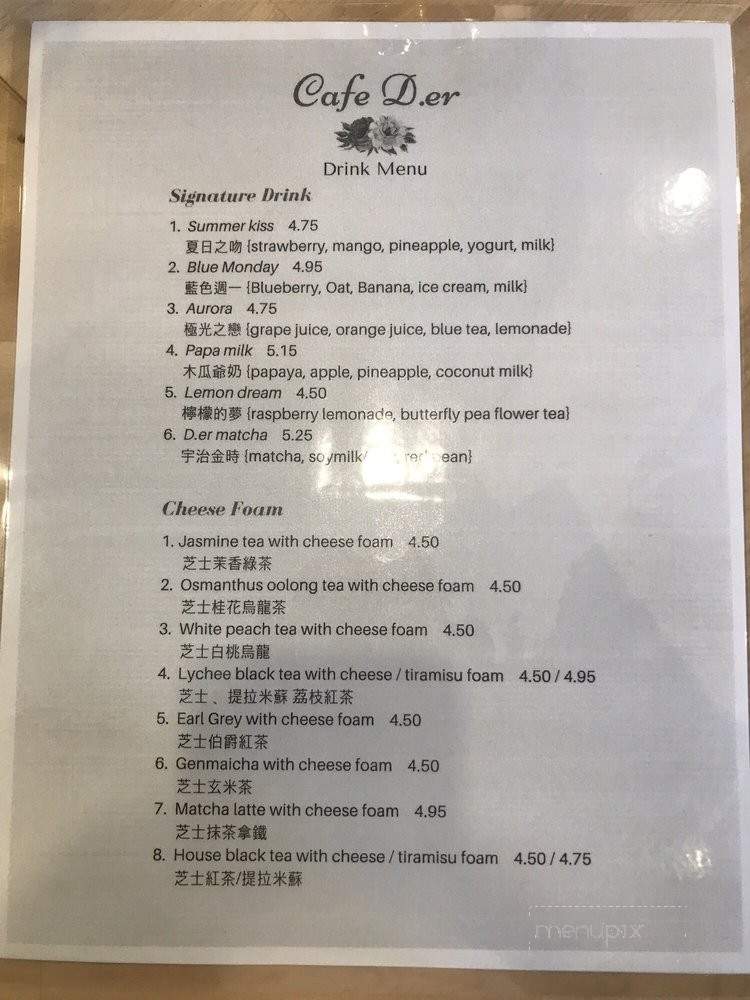 Cafe D.er
Drink Menu
Signature Drink
1. Summer kiss 4.75
夏日之吻 {strawberry, mango, pineapple, yogurt, milk}
2. Blue Monday 4.95
藍色週一 {Blueberry, Oat, Banana, ice cream, milk}
3. Aurora 4.75
極光之戀 {grape juice, orange juice, blue tea, lemonade}
4. Papa milk 5.15
木瓜爺奶 {papaya, apple, pineapple, coconut milk}
5. Lemon dream 4.50
檸檬的夢 {raspberry lemonade, butterfly pea flower tea}
6. D.er matcha 5.25
宇治金時 {matcha, soymilk/ red bean}
Cheese Foam
1. Jasmine tea with cheese foam 4.50
芝士茉香綠茶
2. Osmanthus oolong tea with cheese foam 4.50
芝士桂花烏龍茶
3. White peach tea with cheese foam 4.50
芝士白桃烏龍
4. Lychee black tea with cheese / tiramisu foam 4.50 / 4.95
芝士 、提拉米蘇 荔枝紅茶
5. Earl Grey with cheese foam 4.50
芝士伯爵紅茶
6. Genmaicha with cheese foam 4.50
芝士玄米茶
7. Matcha latte with cheese foam 4.95
芝士抹茶拿鐵
8. House black tea with cheese / tiramisu foam 4.50 / 4.75
芝士紅茶/提拉米蘇
menupix